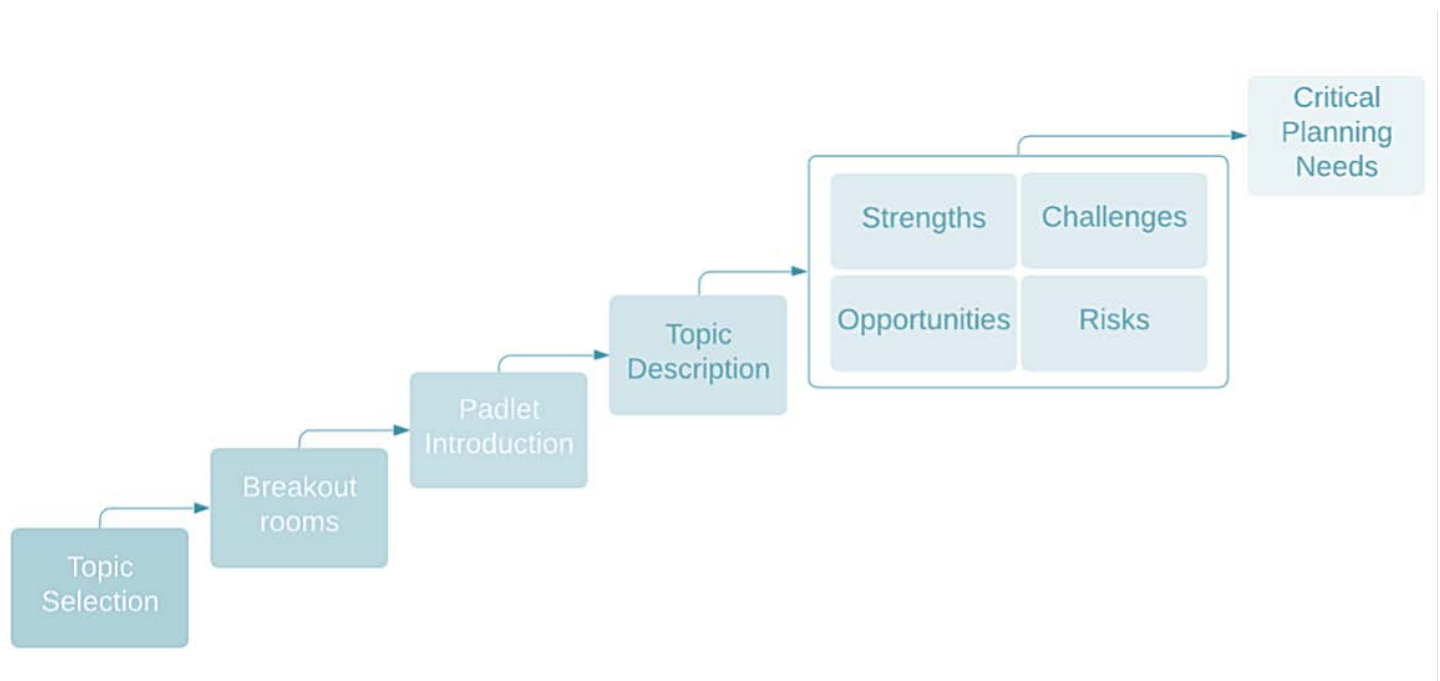 Topic
Selection
Breakout
rooms
Padlet
Introduction
Topic
Description
Strengths
Challenges
Opportunities
Risks
Critical
Planning
Needs